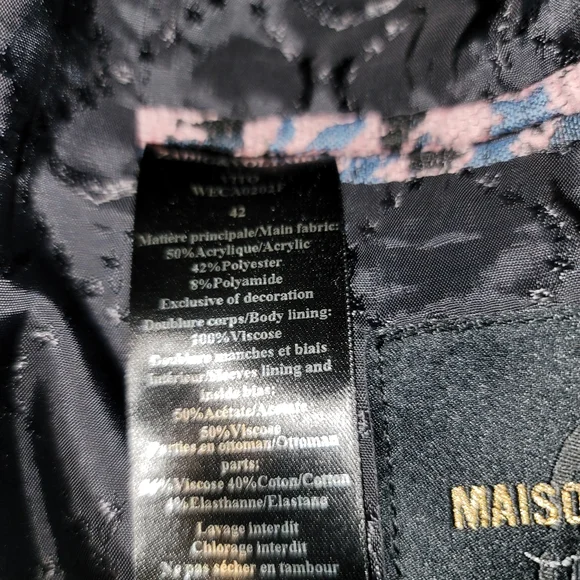 42
Matière principale/Main fabric:
50%Acrylique/Acrylic
42%Polyester
8%Polyamide
Exclusive of decoration
Doublure corps/Body lining:
100%Viscose
Doublure manches et biais
intérieur/Sleeves lining and
inside bias:
50%Acétate/Acetate
50%Viscose
Parties en ottoman/Ottoman
parts:
Viscose 40%Coton/Cotton
4%Elasthanne/Elastane
Lavage interdit
Chlorage interdit
Ne pas sécher en tambour
MAISO